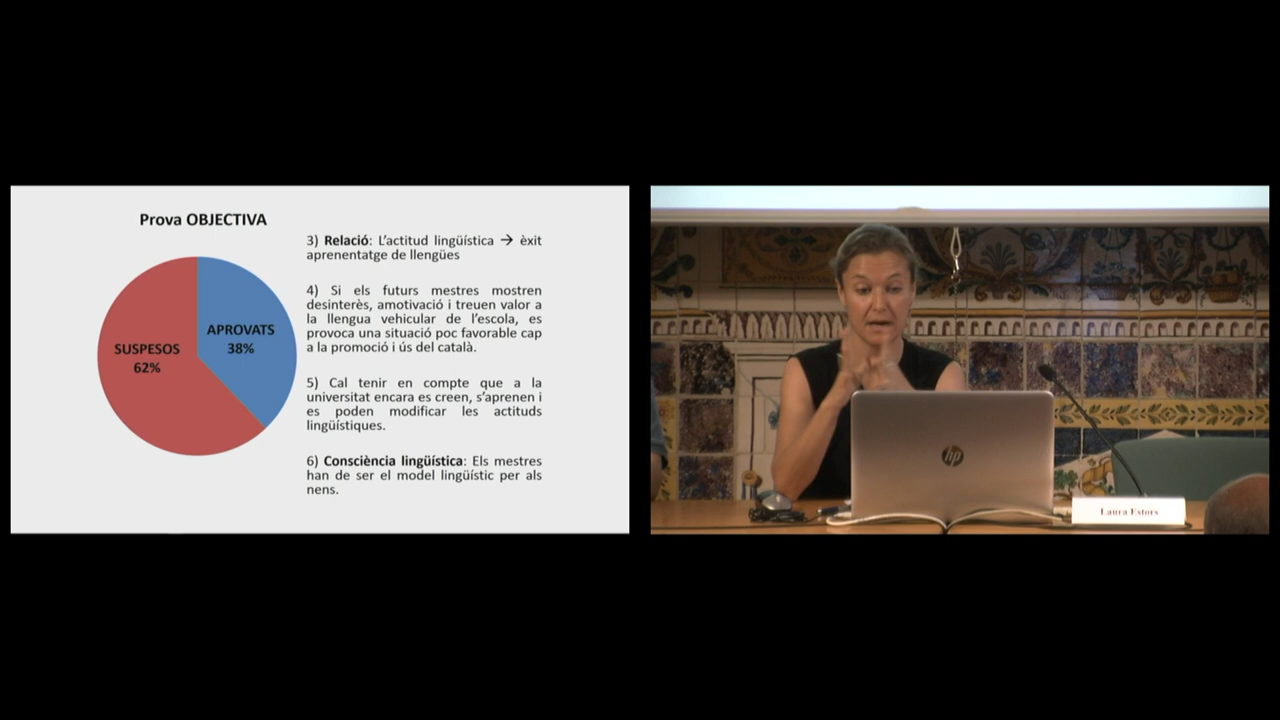 Prova OBJECTIVA
SUSPESOS
62%
APROVATS
38%
3) Relació: L'actitud lingüística → èxit
aprenentatge de llengües
4) Si els futurs mestres mostren
desinterès, amotivació i treuen valor a
la llengua vehicular de l'escola, es
provoca una situació poc favorable cap
a la promoció i ús del català.
5) Cal tenir en compte que a la
universitat encara es creen, s'aprenen i
es poden modificar les actituds
lingüístiques.
6) Consciència lingüística: Els mestres
han de ser el model lingüístic per als
nens.
hp
Laura Estors